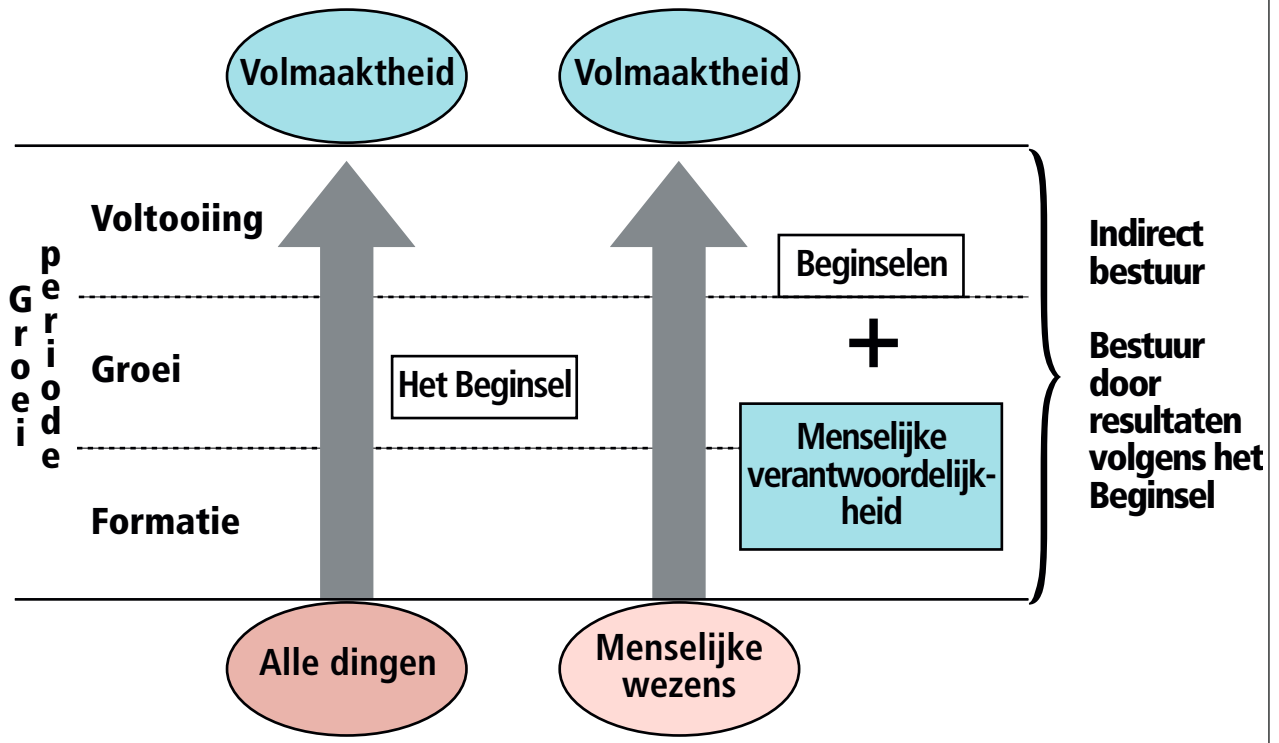 Volmaaktheid
Volmaaktheid
Groei
periode
Voltooiing
Groei
Formatie
Het Beginsel
Beginselen
+
Menselijke
verantwoordelijk-
heid
Indirect
bestuur
Bestuur
door
resultaten
volgens het
Beginsel
Alle dingen
Menselijke
wezens